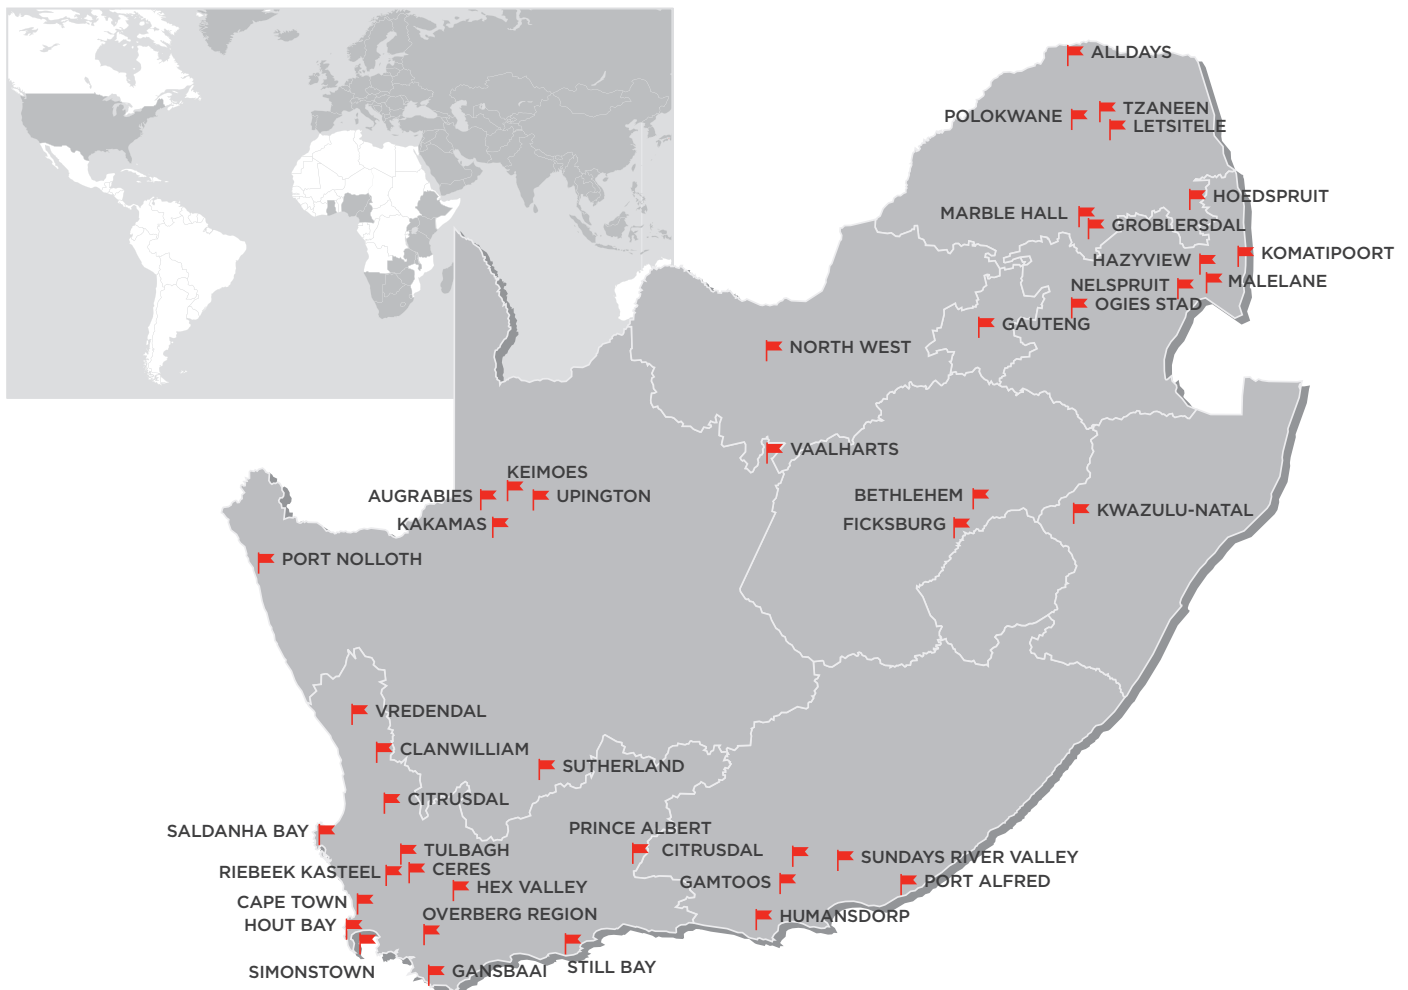 ALLDAYS
TZANEEN
POLOKWANE
LETSITELE
HOEDSPRUIT
MARBLE HALL
GROBLERSDAL
KOMATIPOORT
HAZYVIEW
MALELANE
NELSPRUIT
OGIES STAD
GAUTENG
NORTH WEST
VAALHARTS
KEIMOES
AUGRABIES
UPINGTON
BETHLEHEM
KWAZULU-NATAL
KAKAMAS
FICKSBURG
PORT NOLLOTH
VREDENDAL
CLANWILLIAM
SUTHERLAND
CITRUSDAL
SALDANHA BAY
PRINCE ALBERT
TULBAGH
CITRUSDAL
SUNDAYS RIVER VALLEY
RIEBEEK KASTEEL
CERES
HEX VALLEY
GAMTOOS
PORT ALFRED
CAPE TOWN
OVERBERG REGION
HUMANSDORP
HOUT BAY
SIMONSTOWN
GANSBAAI
STILL BAY